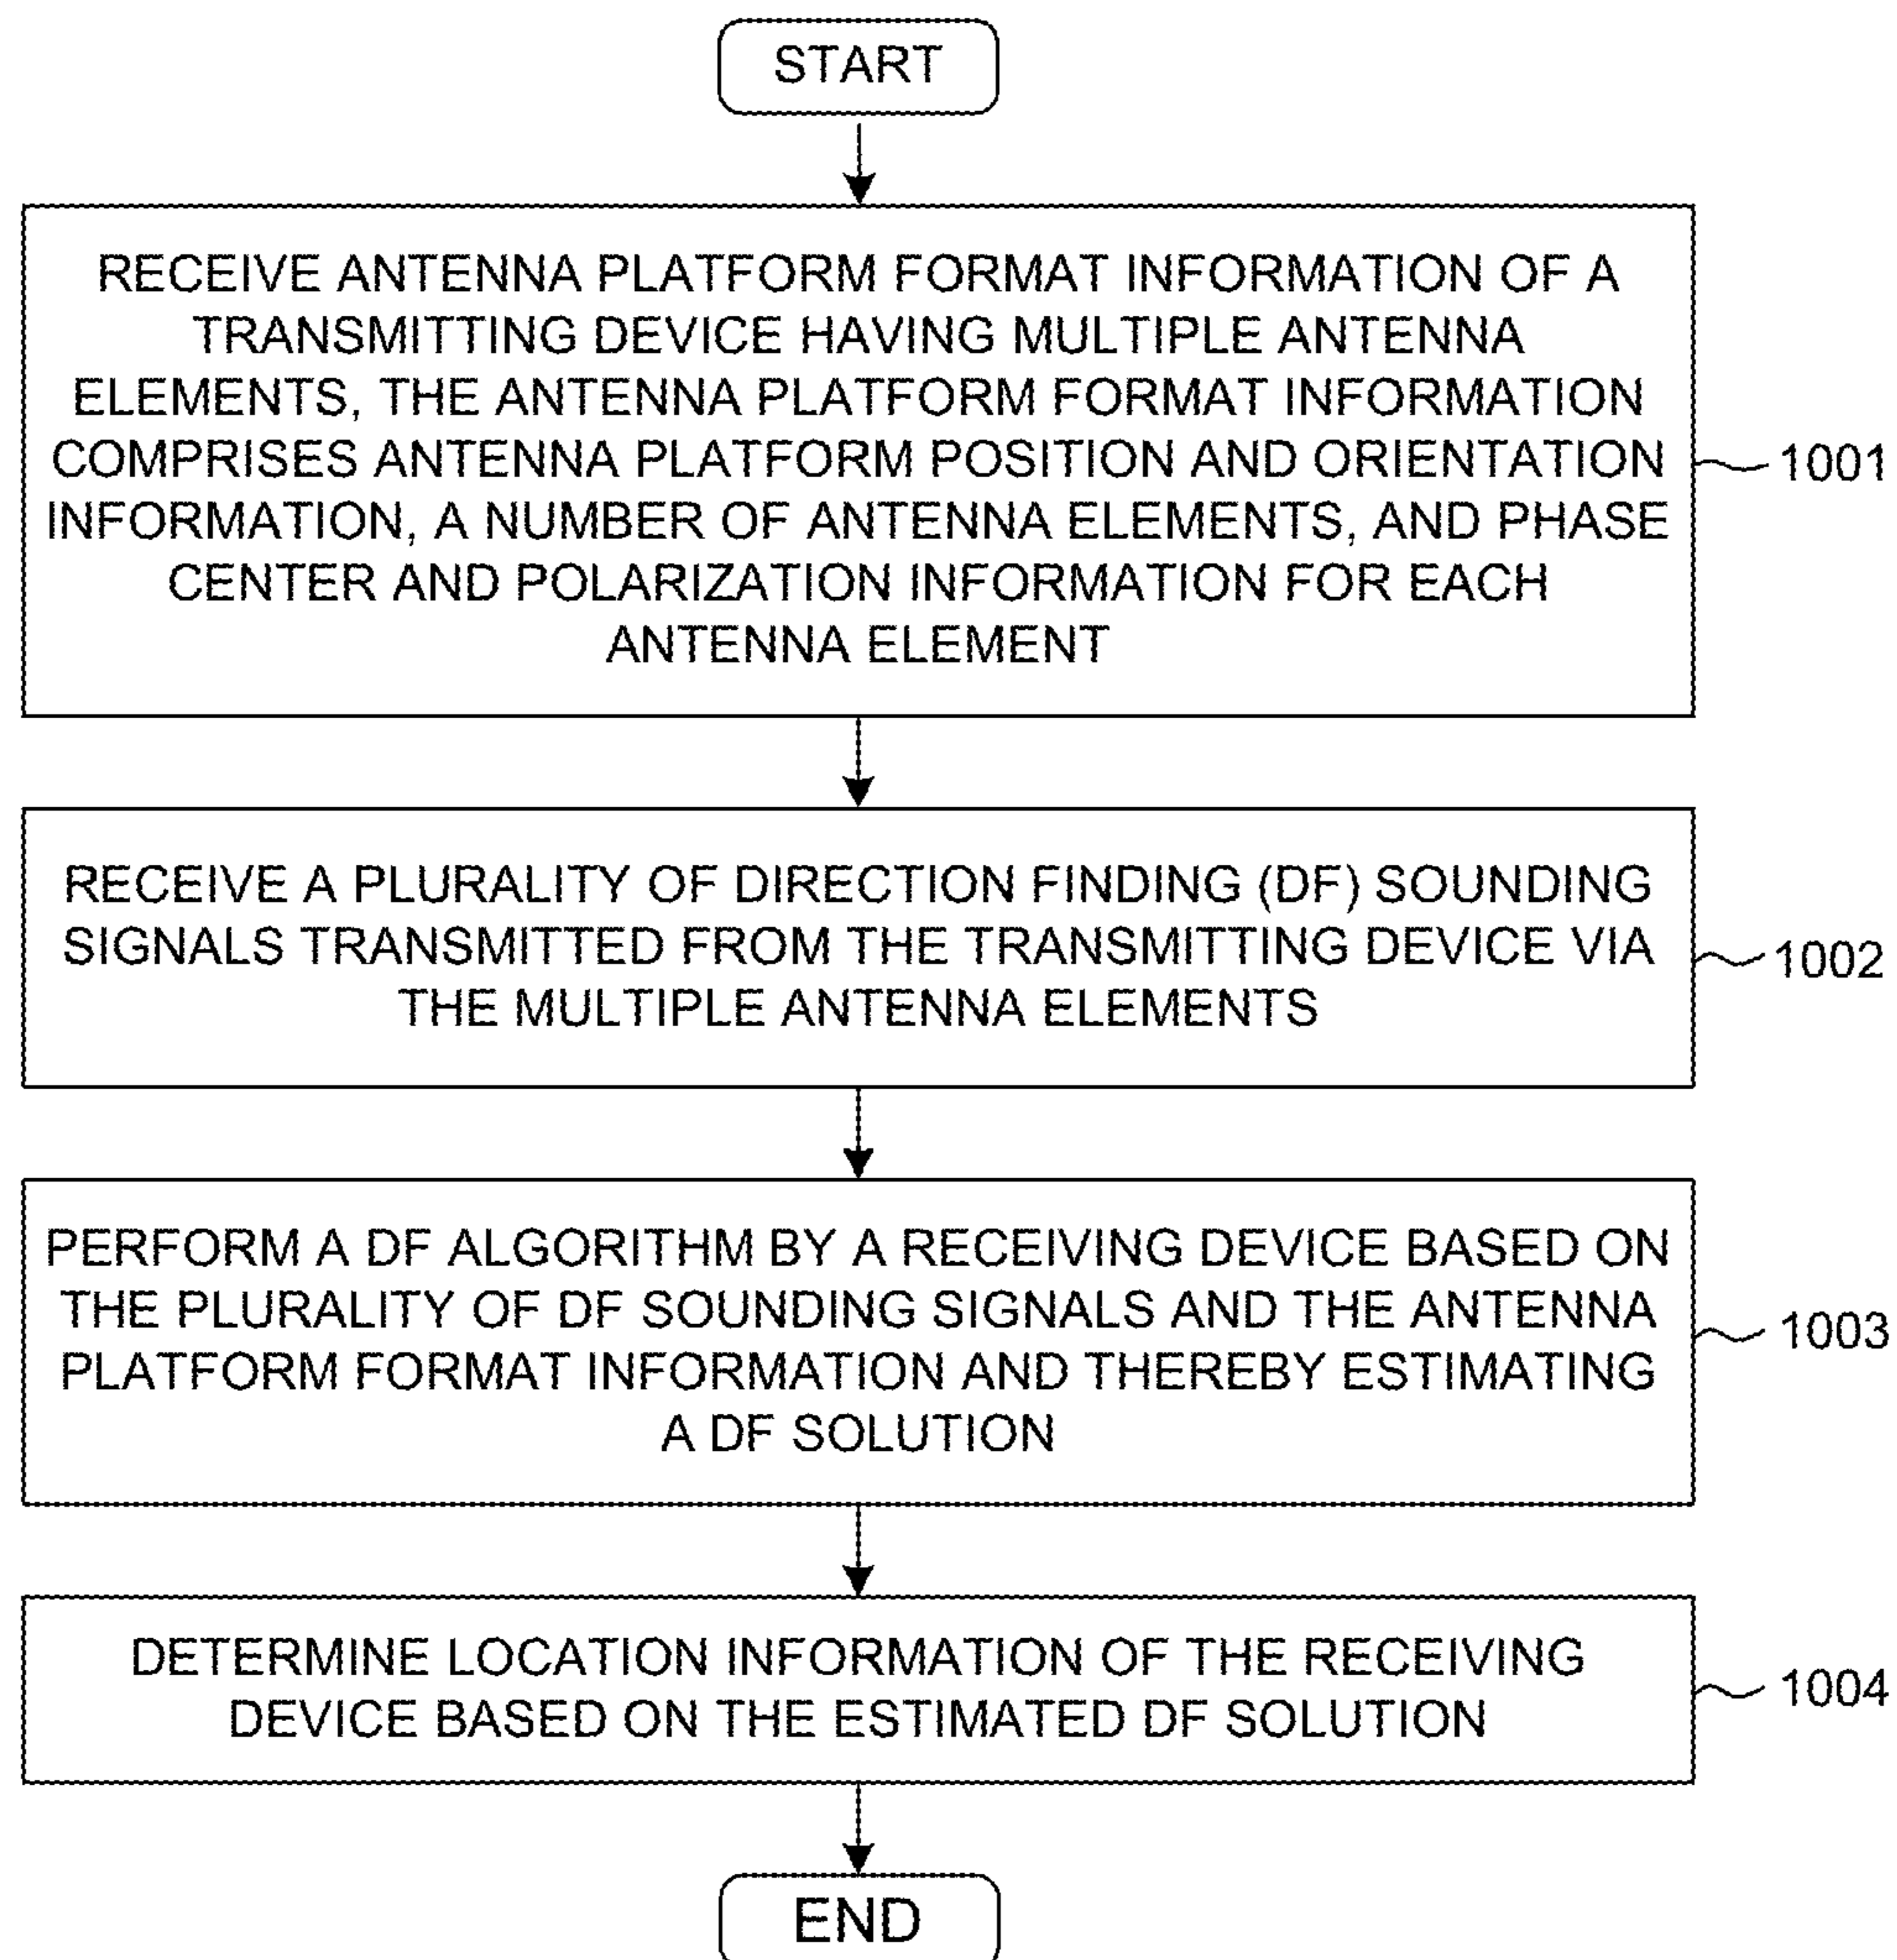 START
RECEIVE ANTENNA PLATFORM FORMAT INFORMATION OF A
TRANSMITTING DEVICE HAVING MULTIPLE ANTENNA
ELEMENTS, THE ANTENNA PLATFORM FORMAT INFORMATION
COMPRISES ANTENNA PLATFORM POSITION AND ORIENTATION
INFORMATION, A NUMBER OF ANTENNA ELEMENTS, AND PHASE
CENTER AND POLARIZATION INFORMATION FOR EACH
ANTENNA ELEMENT
1001
RECEIVE A PLURALITY OF DIRECTION FINDING (DF) SOUNDING
SIGNALS TRANSMITTED FROM THE TRANSMITTING DEVICE VIA
THE MULTIPLE ANTENNA ELEMENTS
1002
PERFORM A DF ALGORITHM BY A RECEIVING DEVICE BASED ON
THE PLURALITY OF DF SOUNDING SIGNALS AND THE ANTENNA
PLATFORM FORMAT INFORMATION AND THEREBY ESTIMATING
A DF SOLUTION
1003
DETERMINE LOCATION INFORMATION OF THE RECEIVING
DEVICE BASED ON THE ESTIMATED DF SOLUTION
1004
END